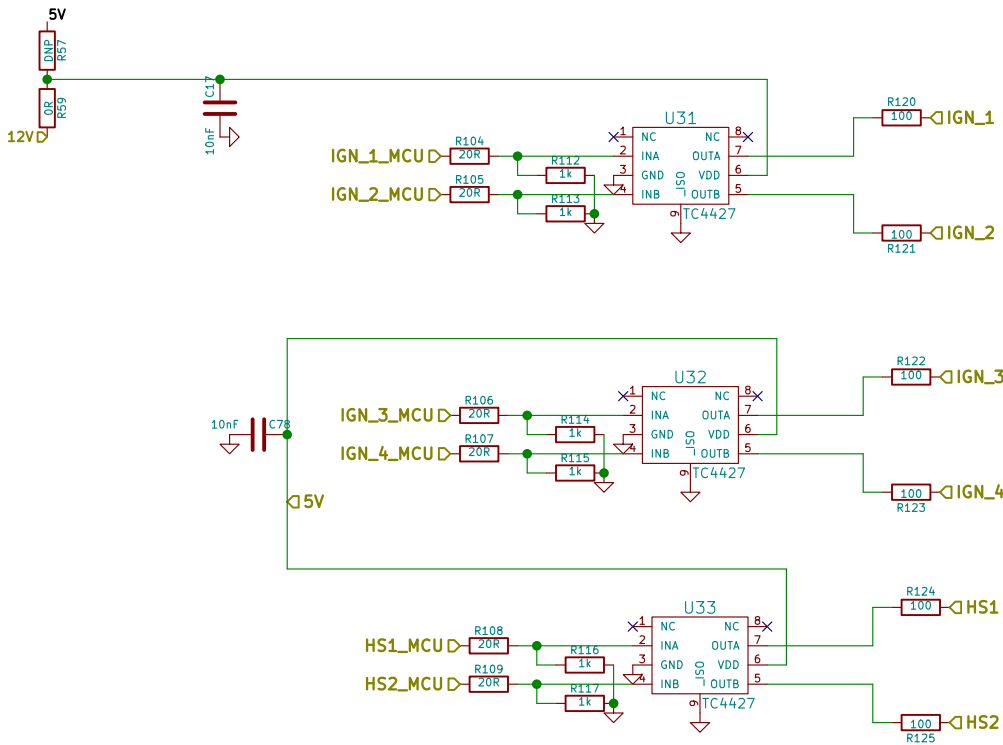 5V
DNP
R57
0R
R59
12V
C17
10nF
U31
R120
100
IGN_1
1
NC
NC
8
IGN_1_MCU
R104
20R
2
INA
OUTA
7
R112
1k
3
GND
VDD
6
IGN_2_MCU
R105
20R
4
INB
ISO_
OUTB
5
R113
1k
9
TC4427
100
R121
IGN_2
U32
R122
100
IGN_3
1
NC
NC
8
IGN_3_MCU
R106
20R
2
INA
OUTA
7
R114
1k
10nF
C78
3
GND
VDD
6
IGN_4_MCU
R107
20R
4
INB
ISO_
OUTB
5
R115
1k
9
TC4427
100
R123
IGN_4
5V
U33
R124
100
HS1
1
NC
NC
8
HS1_MCU
R108
20R
2
INA
OUTA
7
R116
1k
3
GND
VDD
6
HS2_MCU
R109
20R
4
INB
ISO_
OUTB
5
R117
1k
9
TC4427
100
R125
HS2